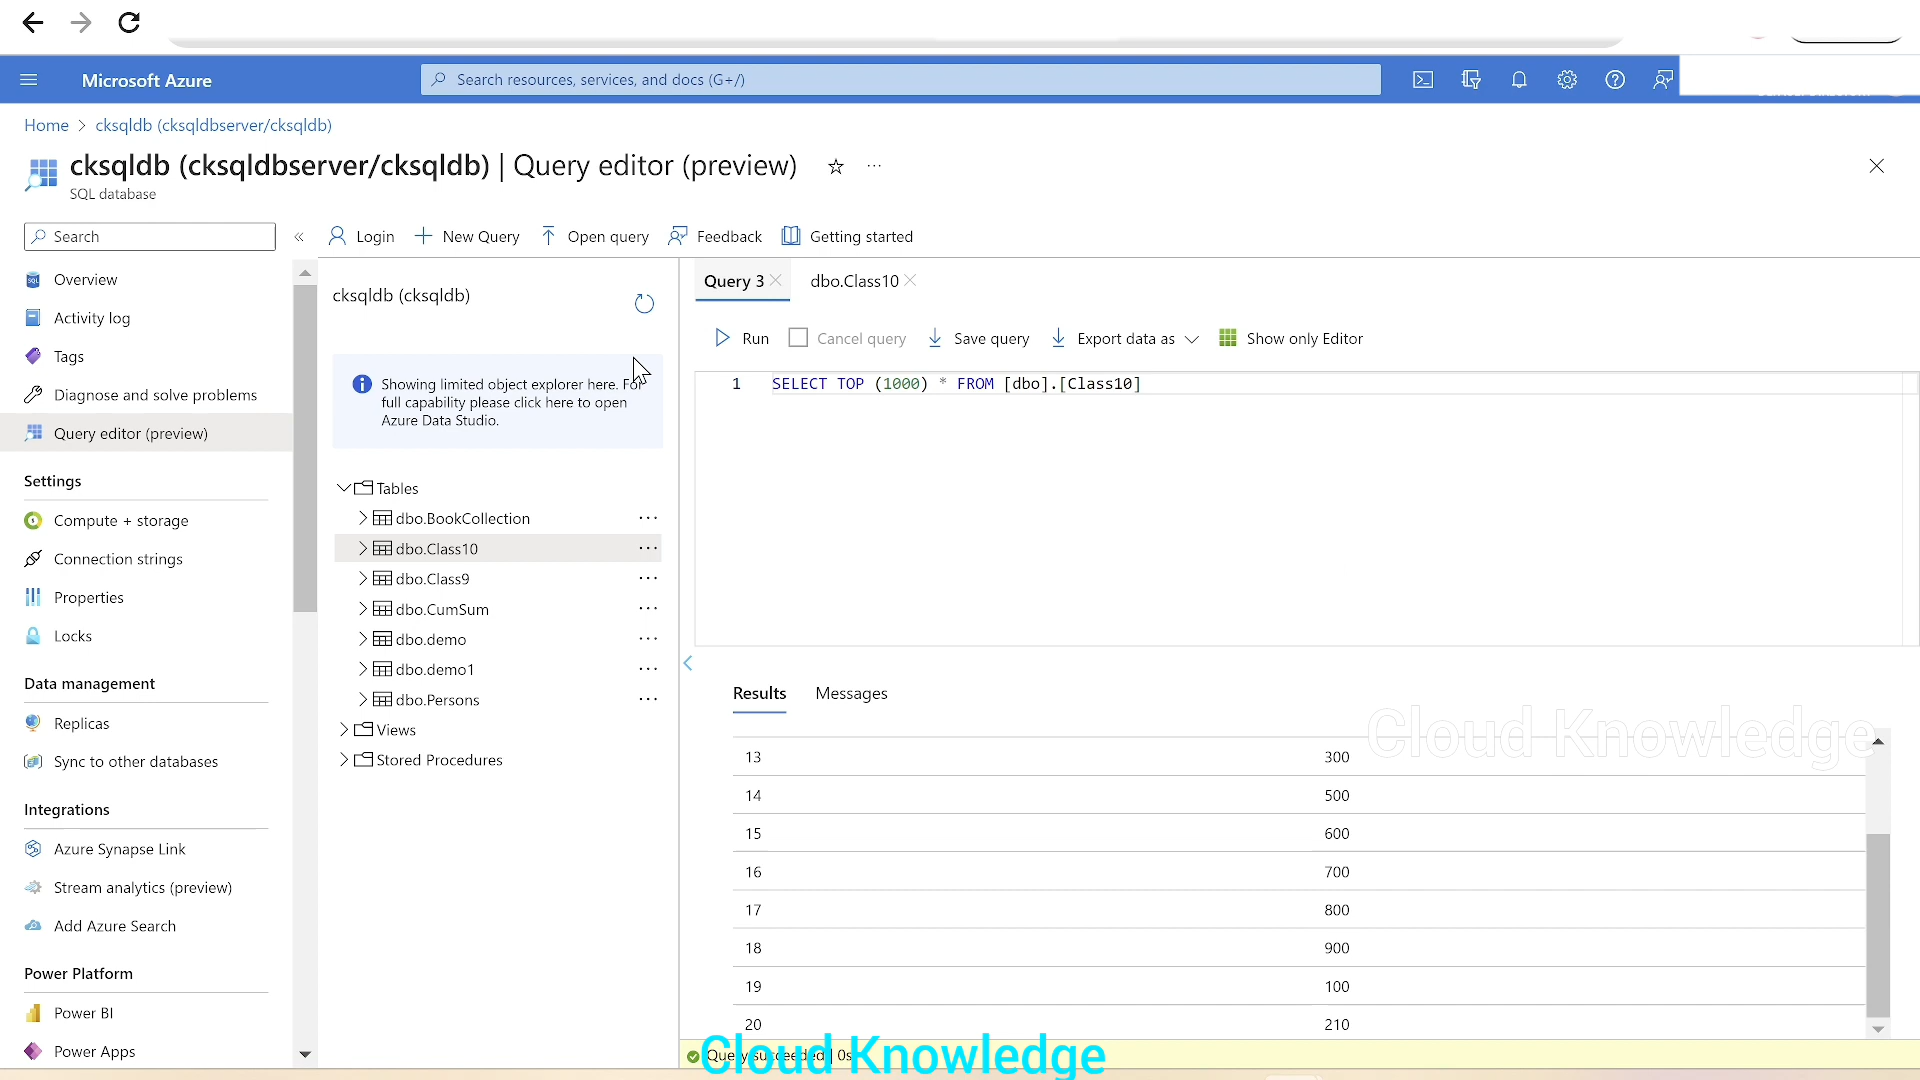 Microsoft Azure
Search resources, services, and docs (G+/)
Home > cksqldb (cksqldbserver/cksqldb)
cksqldb (cksqldbserver/cksqldb) | Query editor (preview)
SQL database
Search
Login
New Query
Open query
Feedback
Getting started
Overview
Activity log
Tags
Diagnose and solve problems
Query editor (preview)
Settings
Compute + storage
Connection strings
Properties
Locks
Data management
Replicas
Sync to other databases
Integrations
Azure Synapse Link
Stream analytics (preview)
Add Azure Search
Power Platform
Power BI
Power Apps
cksqldb (cksqldb)
Showing limited object explorer here. For
full capability please click here to open
Azure Data Studio.
Tables
dbo.BookCollection
dbo.Class10
dbo.Class9
dbo.CumSum
dbo.demo
dbo.demo1
dbo.Persons
Views
Stored Procedures
Query 3
dbo.Class10
Run
Cancel query
Save query
Export data as
Show only Editor
1 SELECT TOP (1000) * FROM [dbo].[Class10]
Results
Messages
Cloud Knowledge
13 300
14 500
15 600
16 700
17 800
18 900
19 100
20 210
Query succeeded | 0s
Cloud Knowledge